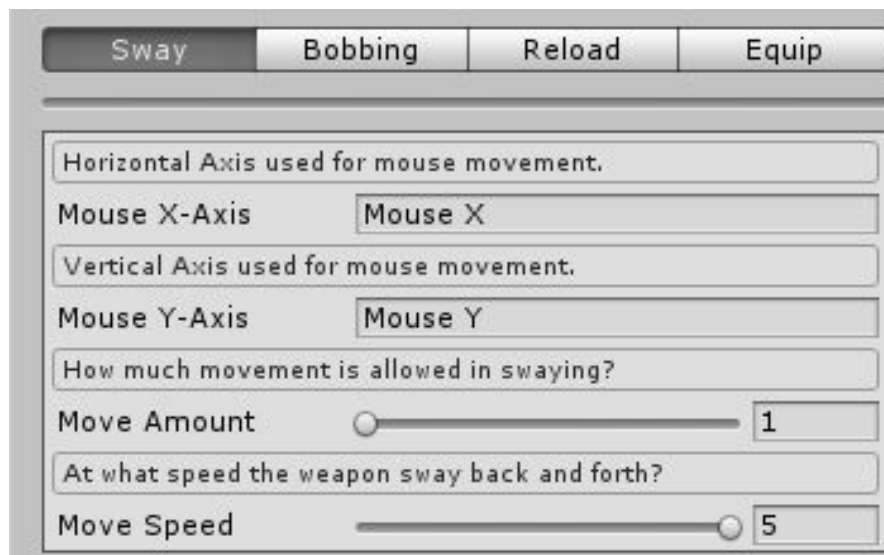 Sway Bobbing Reload Equip
Horizontal Axis used for mouse movement.
Mouse X-Axis Mouse X
Vertical Axis used for mouse movement.
Mouse Y-Axis Mouse Y
How much movement is allowed in swaying?
Move Amount 1
At what speed the weapon sway back and forth?
Move Speed 5